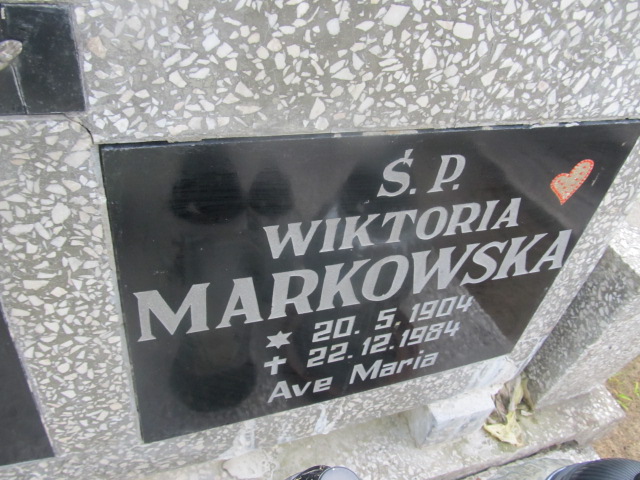 Ś. P.
WIKTORIA
MARKOWSKA
* 20. 5. 1904
+ 22. 12. 1984
Ave Maria